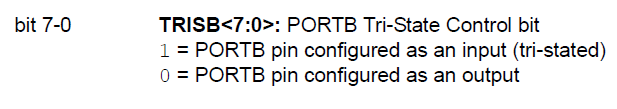 bit 7-0 TRISB<7:0>: PORTB Tri-State Control bit
1 = PORTB pin configured as an input (tri-stated)
0 = PORTB pin configured as an output